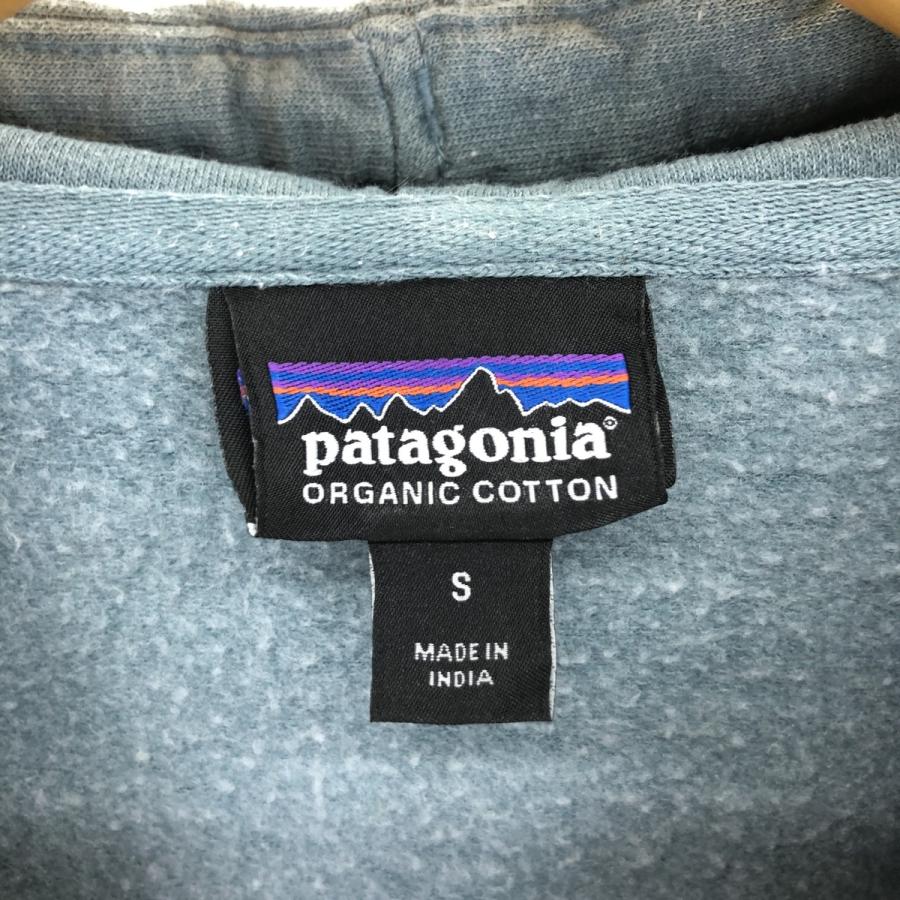 patagonia®
ORGANIC COTTON
S
MADE IN
INDIA